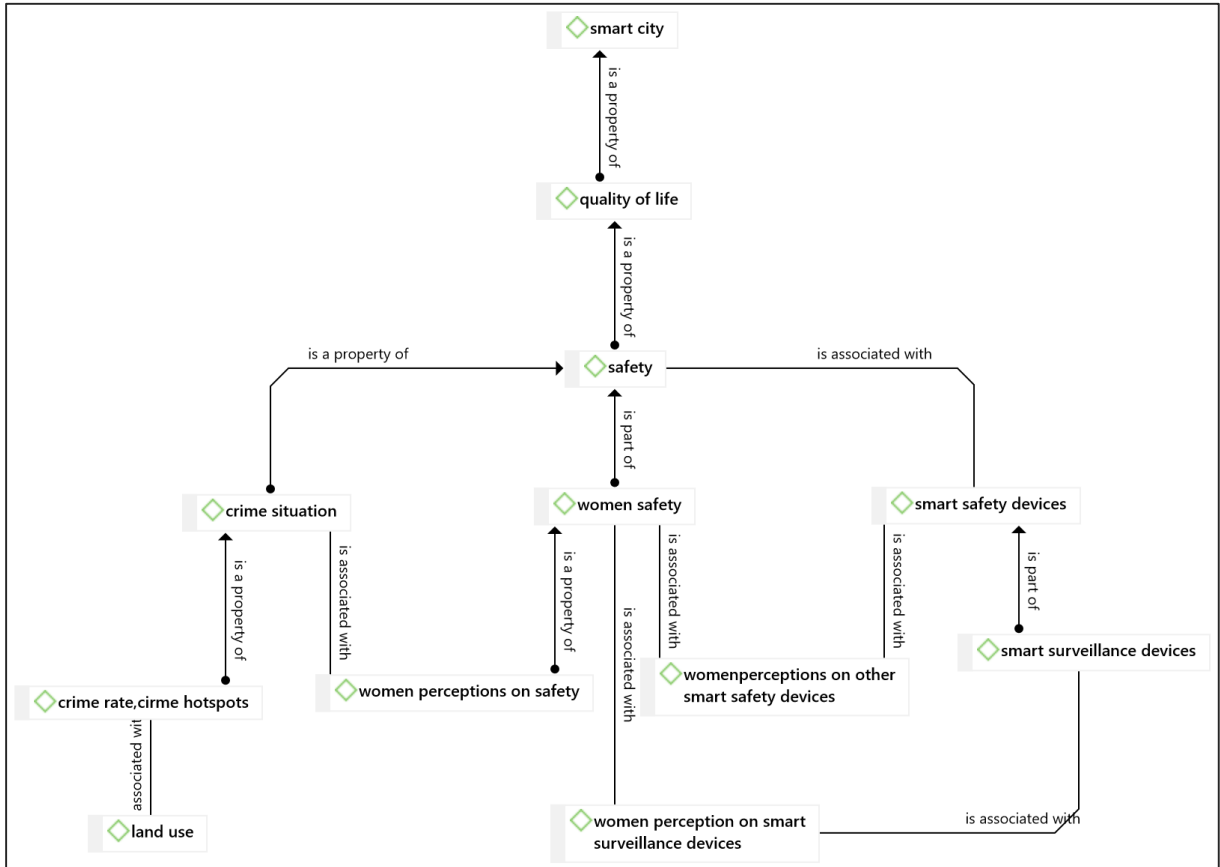 smart city
is a property of
quality of life
is a property of
is a property of
is associated with
safety
is part of
crime situation
women safety
smart safety devices
is a property of
is associated with
is a property of
is associated with
is associated with
is associated with
is part of
smart surveillance devices
crime rate,cirme hotspots
women perceptions on safety
womenperceptions on other
smart safety devices
associated wit
land use
women perception on smart
surveillance devices
is associated with